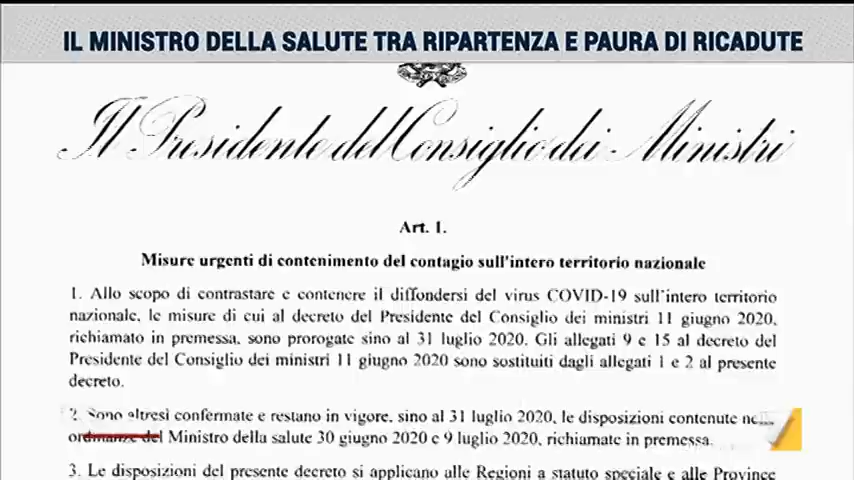 IL MINISTRO DELLA SALUTE TRA RIPARTENZA E PAURA DI RICADUTE
Il Presidente del Consiglio dei Ministri
Art. 1.
Misure urgenti di contenimento del contagio sull'intero territorio nazionale
1. Allo scopo di contrastare e contenere il diffondersi del virus COVID-19 sull'intero territorio
nazionale, le misure di cui al decreto del Presidente del Consiglio dei ministri 11 giugno 2020,
richiamato in premessa, sono prorogate sino al 31 luglio 2020. Gli allegati 9 e 15 al decreto del
Presidente del Consiglio dei ministri 11 giugno 2020 sono sostituiti dagli allegati 1 e 2 al presente
decreto.
2. Sono altresì confermate e restano in vigore, sino al 31 luglio 2020, le disposizioni contenute
ordinanze del Ministro della salute 30 giugno 2020 e 9 luglio 2020, richiamate in premessa.
3. Le disposizioni del presente decreto si applicano alle Regioni a statuto speciale e alle Province